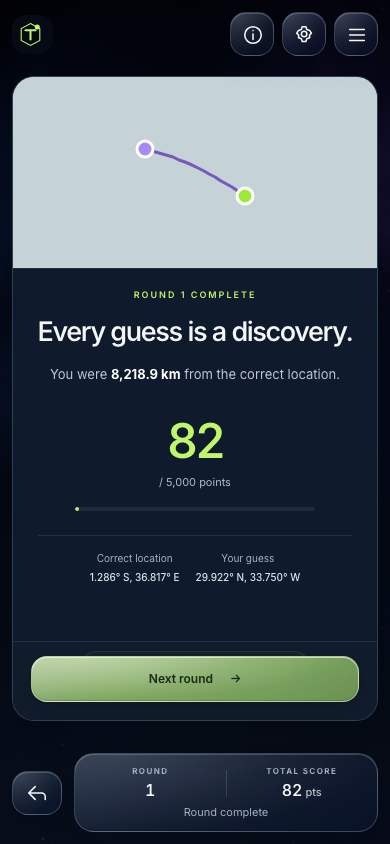 T
ROUND 1 COMPLETE
Every guess is a discovery.
You were 8,218.9 km from the correct location.
82
/ 5,000 points
Correct location
Your guess
1.286° S, 36.817° E
29.922° N, 33.750° W
Next round →
ROUND
TOTAL SCORE
1
82 pts
Round complete